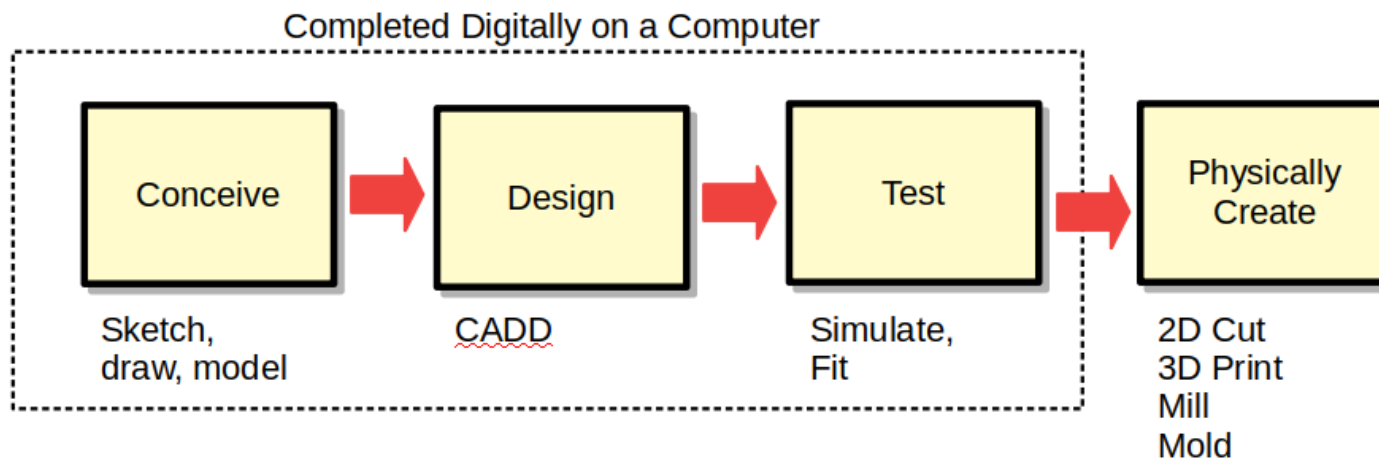 Completed Digitally on a Computer
Conceive
Design
Test
Physically
Create
Sketch,
draw, model
CADD
Simulate,
Fit
2D Cut
3D Print
Mill
Mold